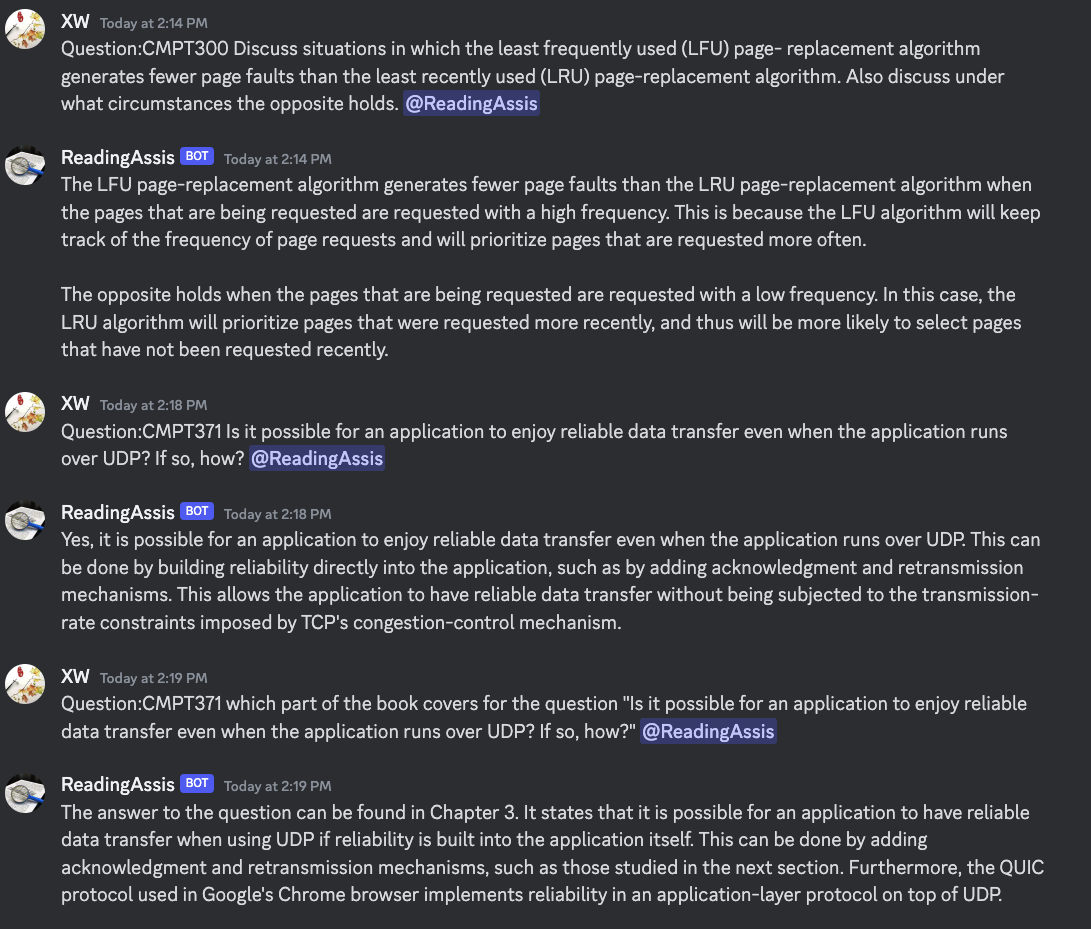 XW Today at 2:14 PM
Question:CMPT300 Discuss situations in which the least frequently used (LFU) page- replacement algorithm
generates fewer page faults than the least recently used (LRU) page-replacement algorithm. Also discuss under
what circumstances the opposite holds. @ReadingAssis
ReadingAssis BOT Today at 2:14 PM
The LFU page-replacement algorithm generates fewer page faults than the LRU page-replacement algorithm when
the pages that are being requested are requested with a high frequency. This is because the LFU algorithm will keep
track of the frequency of page requests and will prioritize pages that are requested more often.
The opposite holds when the pages that are being requested are requested with a low frequency. In this case, the
LRU algorithm will prioritize pages that were requested more recently, and thus will be more likely to select pages
that have not been requested recently.
XW Today at 2:18 PM
Question:CMPT371 Is it possible for an application to enjoy reliable data transfer even when the application runs
over UDP? If so, how? @ReadingAssis
ReadingAssis BOT Today at 2:18 PM
Yes, it is possible for an application to enjoy reliable data transfer even when the application runs over UDP. This can
be done by building reliability directly into the application, such as by adding acknowledgment and retransmission
mechanisms. This allows the application to have reliable data transfer without being subjected to the transmission-
rate constraints imposed by TCP's congestion-control mechanism.
XW Today at 2:19 PM
Question:CMPT371 which part of the book covers for the question "Is it possible for an application to enjoy reliable
data transfer even when the application runs over UDP? If so, how?" @ReadingAssis
ReadingAssis BOT Today at 2:19 PM
The answer to the question can be found in Chapter 3. It states that it is possible for an application to have reliable
data transfer when using UDP if reliability is built into the application itself. This can be done by adding
acknowledgment and retransmission mechanisms, such as those studied in the next section. Furthermore, the QUIC
protocol used in Google's Chrome browser implements reliability in an application-layer protocol on top of UDP.